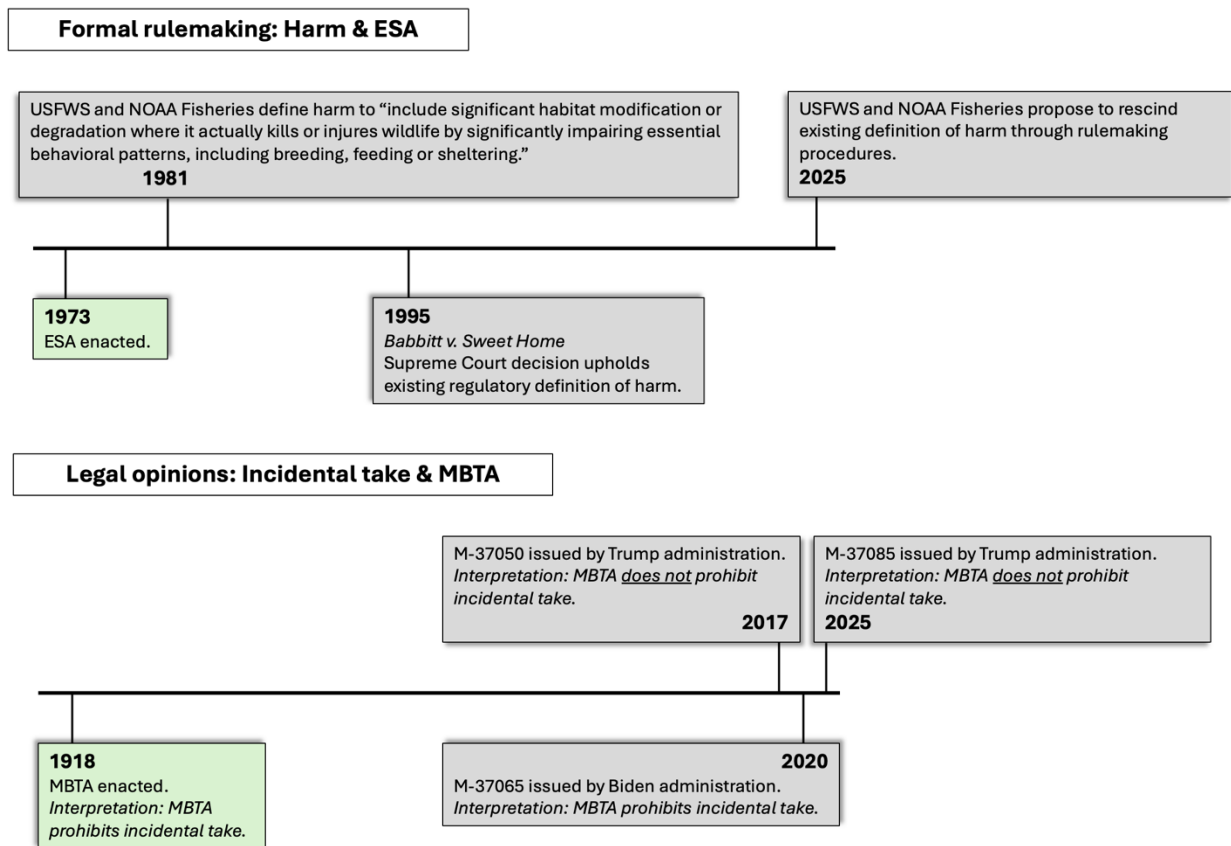 Formal rulemaking: Harm & ESA
USFWS and NOAA Fisheries define harm to “include significant habitat modification or
degradation where it actually kills or injures wildlife by significantly impairing essential
behavioral patterns, including breeding, feeding or sheltering.”
1981
USFWS and NOAA Fisheries propose to rescind
existing definition of harm through rulemaking
procedures.
2025
1973
ESA enacted.
1995
Babbitt v. Sweet Home
Supreme Court decision upholds
existing regulatory definition of harm.
Legal opinions: Incidental take & MBTA
M-37050 issued by Trump administration.
Interpretation: MBTA does not prohibit
incidental take.
2017
M-37085 issued by Trump administration.
Interpretation: MBTA does not prohibit
incidental take.
2025
1918
MBTA enacted.
Interpretation: MBTA
prohibits incidental take.
2020
M-37065 issued by Biden administration.
Interpretation: MBTA prohibits incidental take.